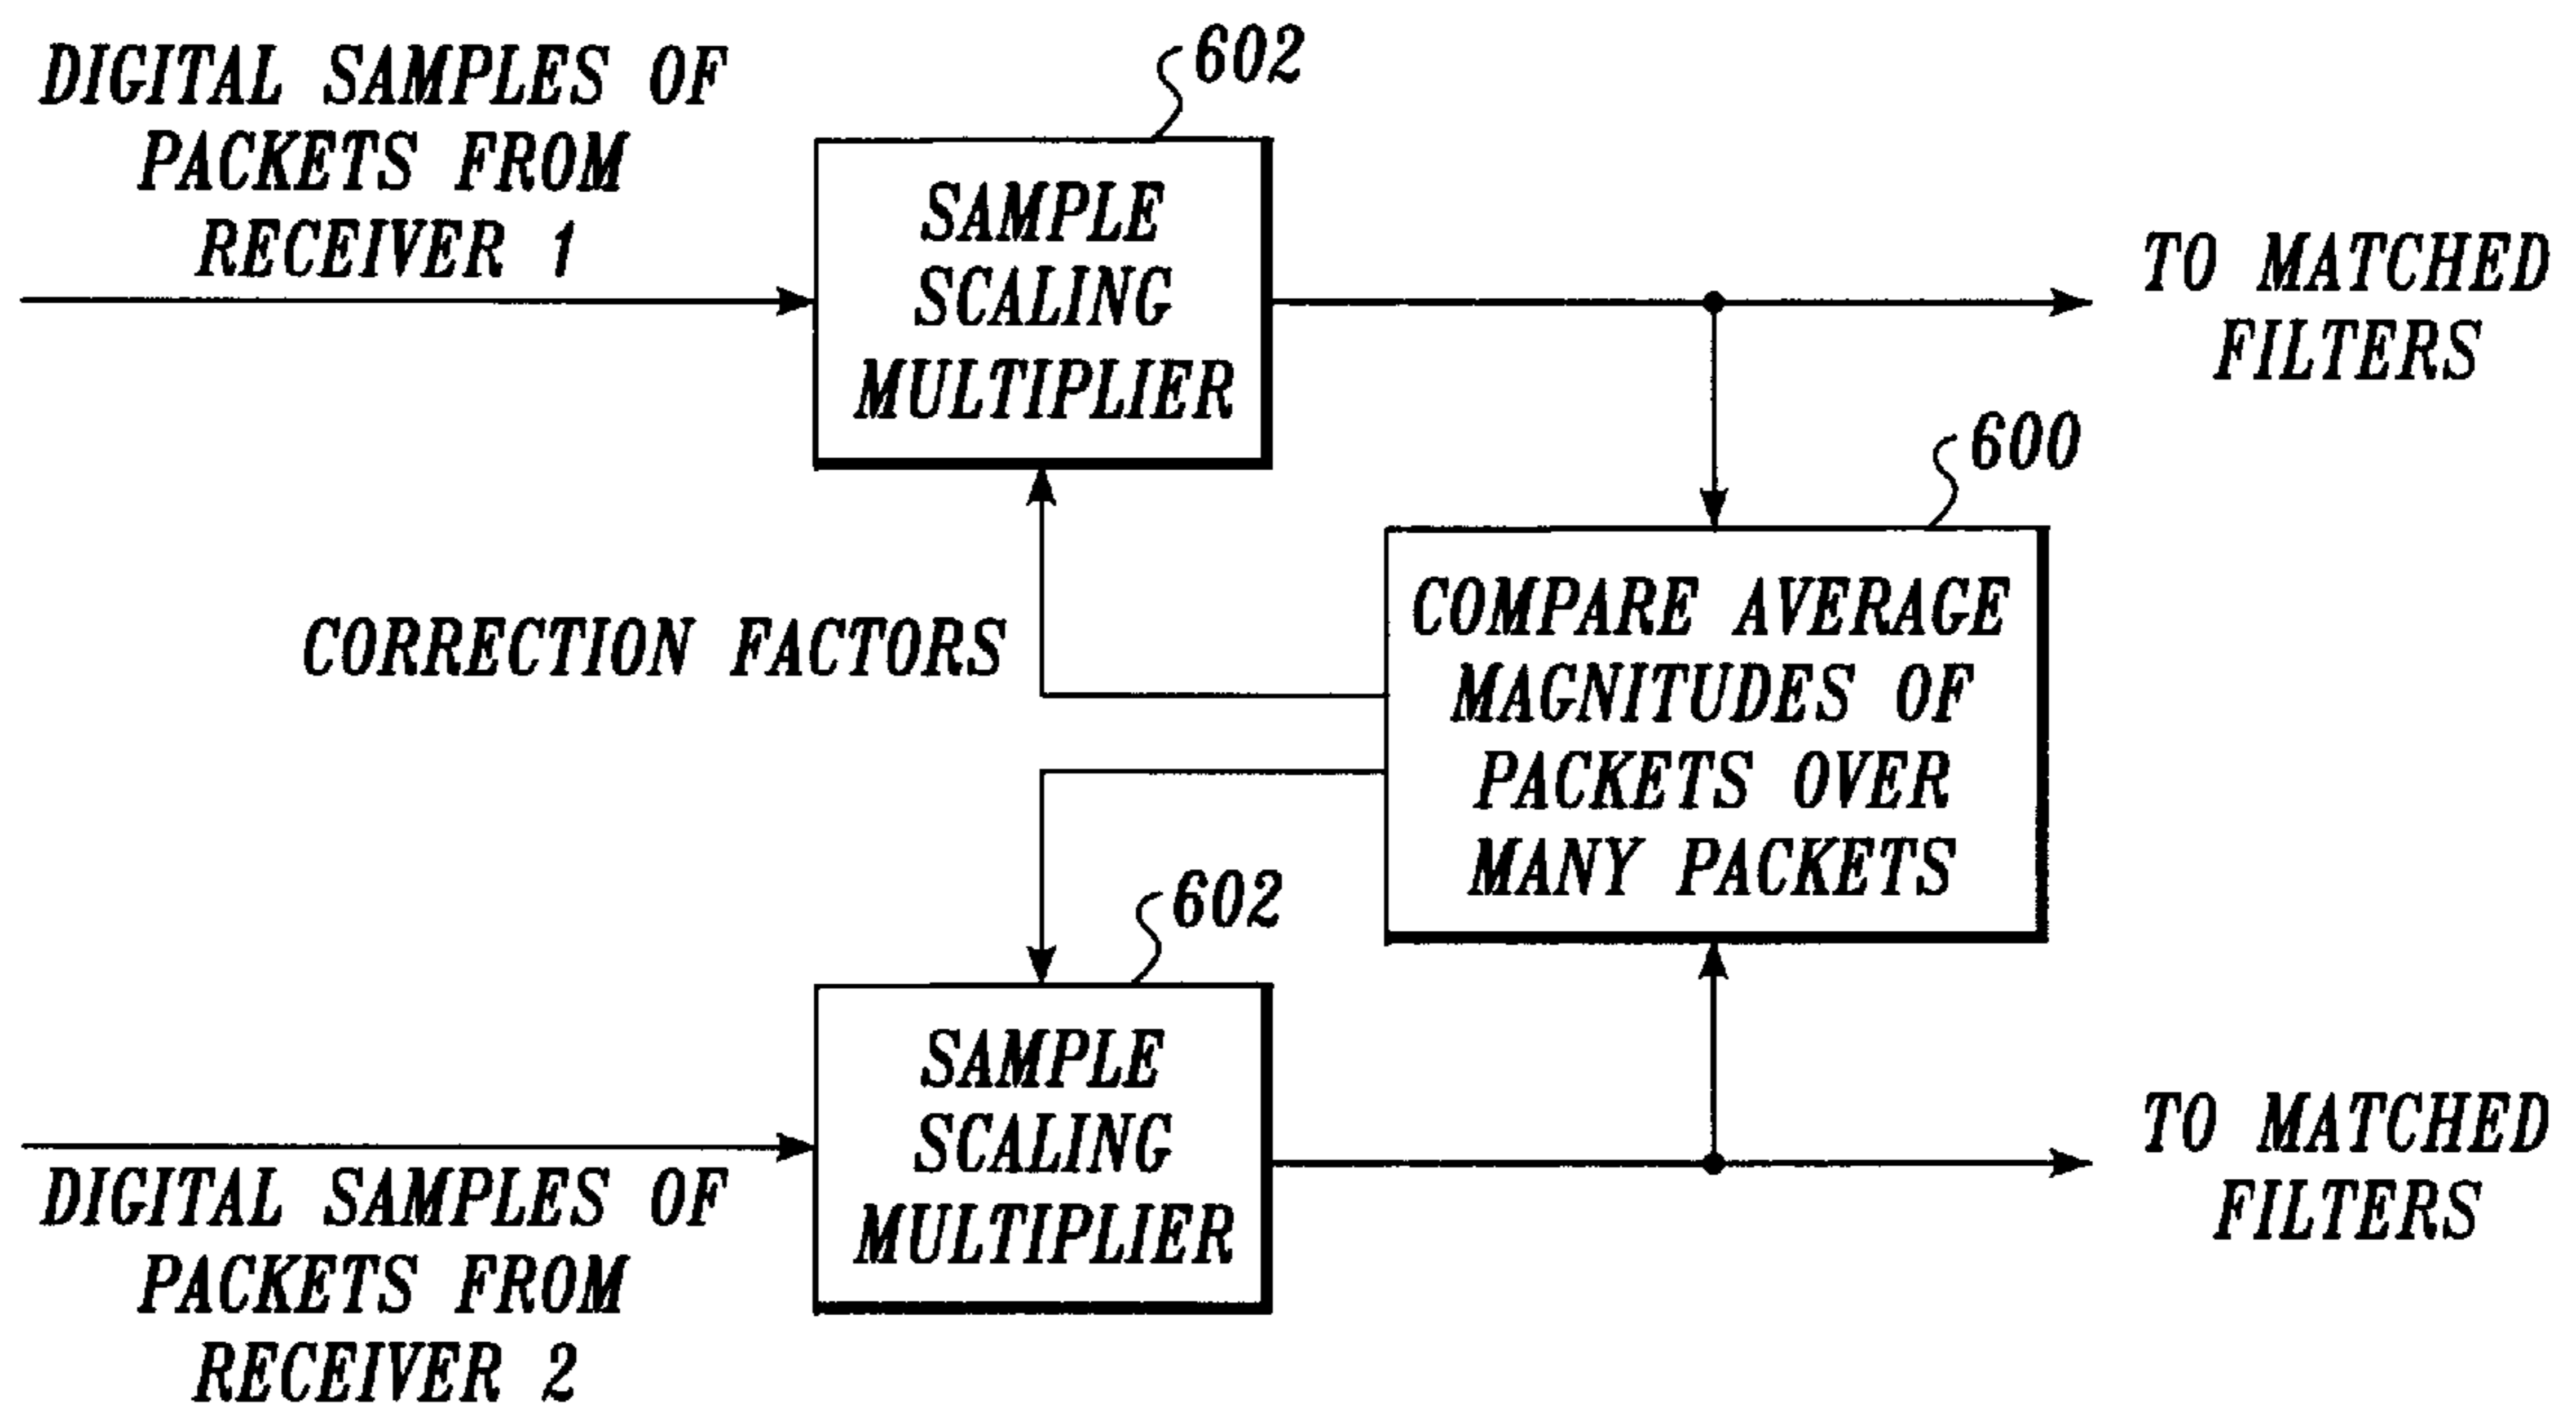 DIGITAL SAMPLES OF
PACKETS FROM
RECEIVER 1
602
SAMPLE
SCALING
MULTIPLIER
TO MATCHED
FILTERS
600
COMPARE AVERAGE
MAGNITUDES OF
PACKETS OVER
MANY PACKETS
CORRECTION FACTORS
602
SAMPLE
SCALING
MULTIPLIER
DIGITAL SAMPLES OF
PACKETS FROM
RECEIVER 2
TO MATCHED
FILTERS